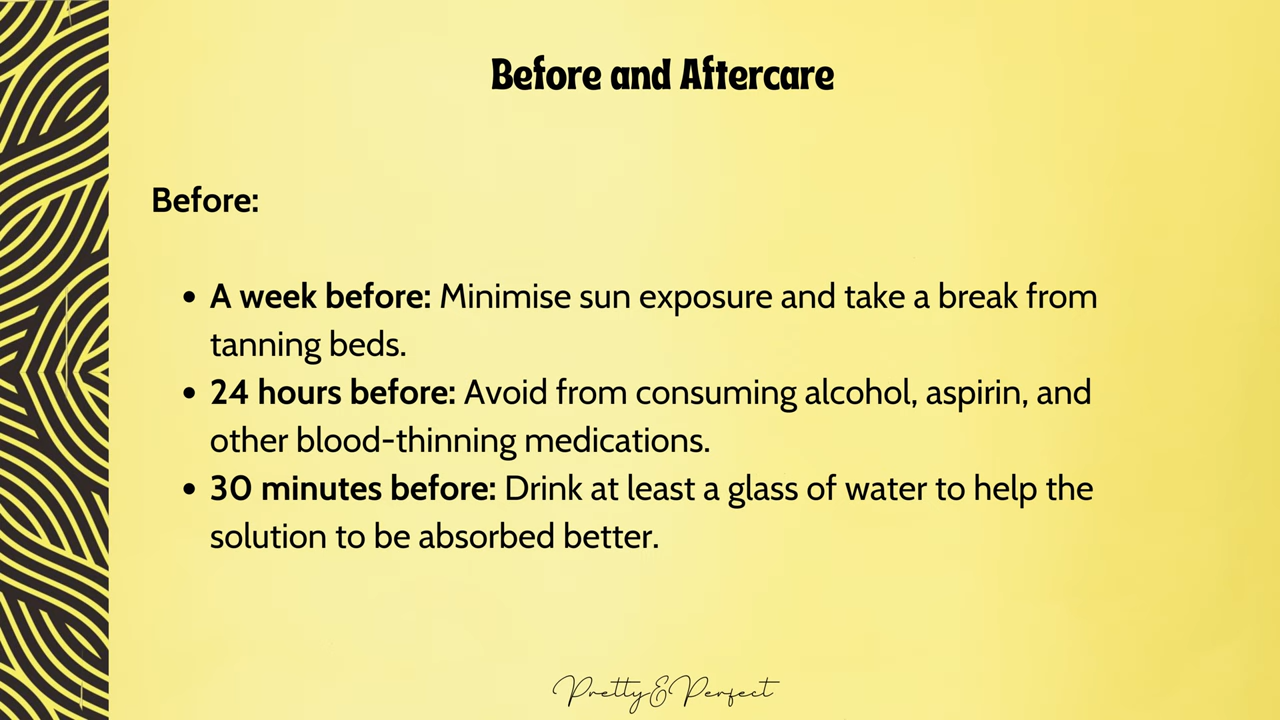 Before and Aftercare
Before:
• A week before: Minimise sun exposure and take a break from
tanning beds.
• 24 hours before: Avoid from consuming alcohol, aspirin, and
other blood-thinning medications.
• 30 minutes before: Drink at least a glass of water to help the
solution to be absorbed better.
Pretty&Perfect